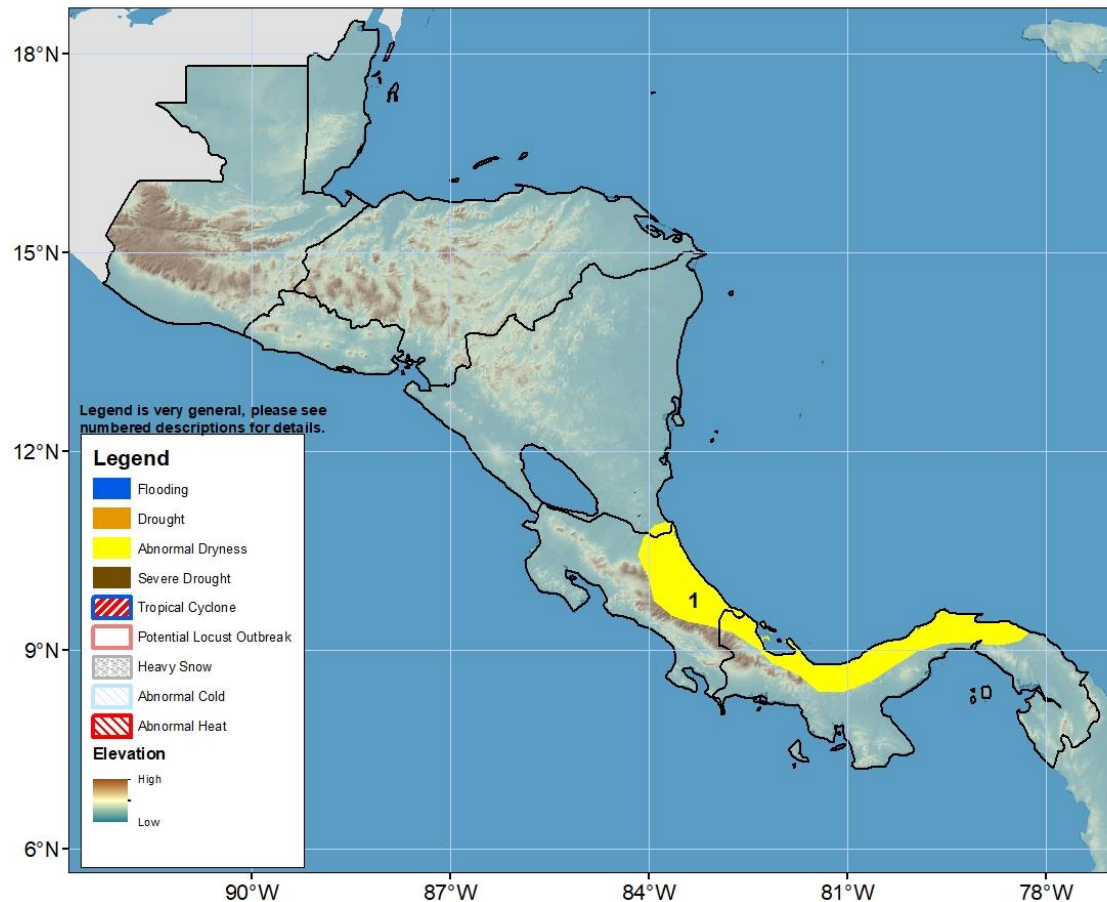 18°N
15°N
12°N
9°N
6°N
90°W
87°W
84°W
81°W
78°W
1
Legend is very general, please see
numbered descriptions for details.
Legend
Flooding
Drought
Abnormal Dryness
Severe Drought
Tropical Cyclone
Potential Locust Outbreak
Heavy Snow
Abnormal Cold
Abnormal Heat
Elevation
High
Low